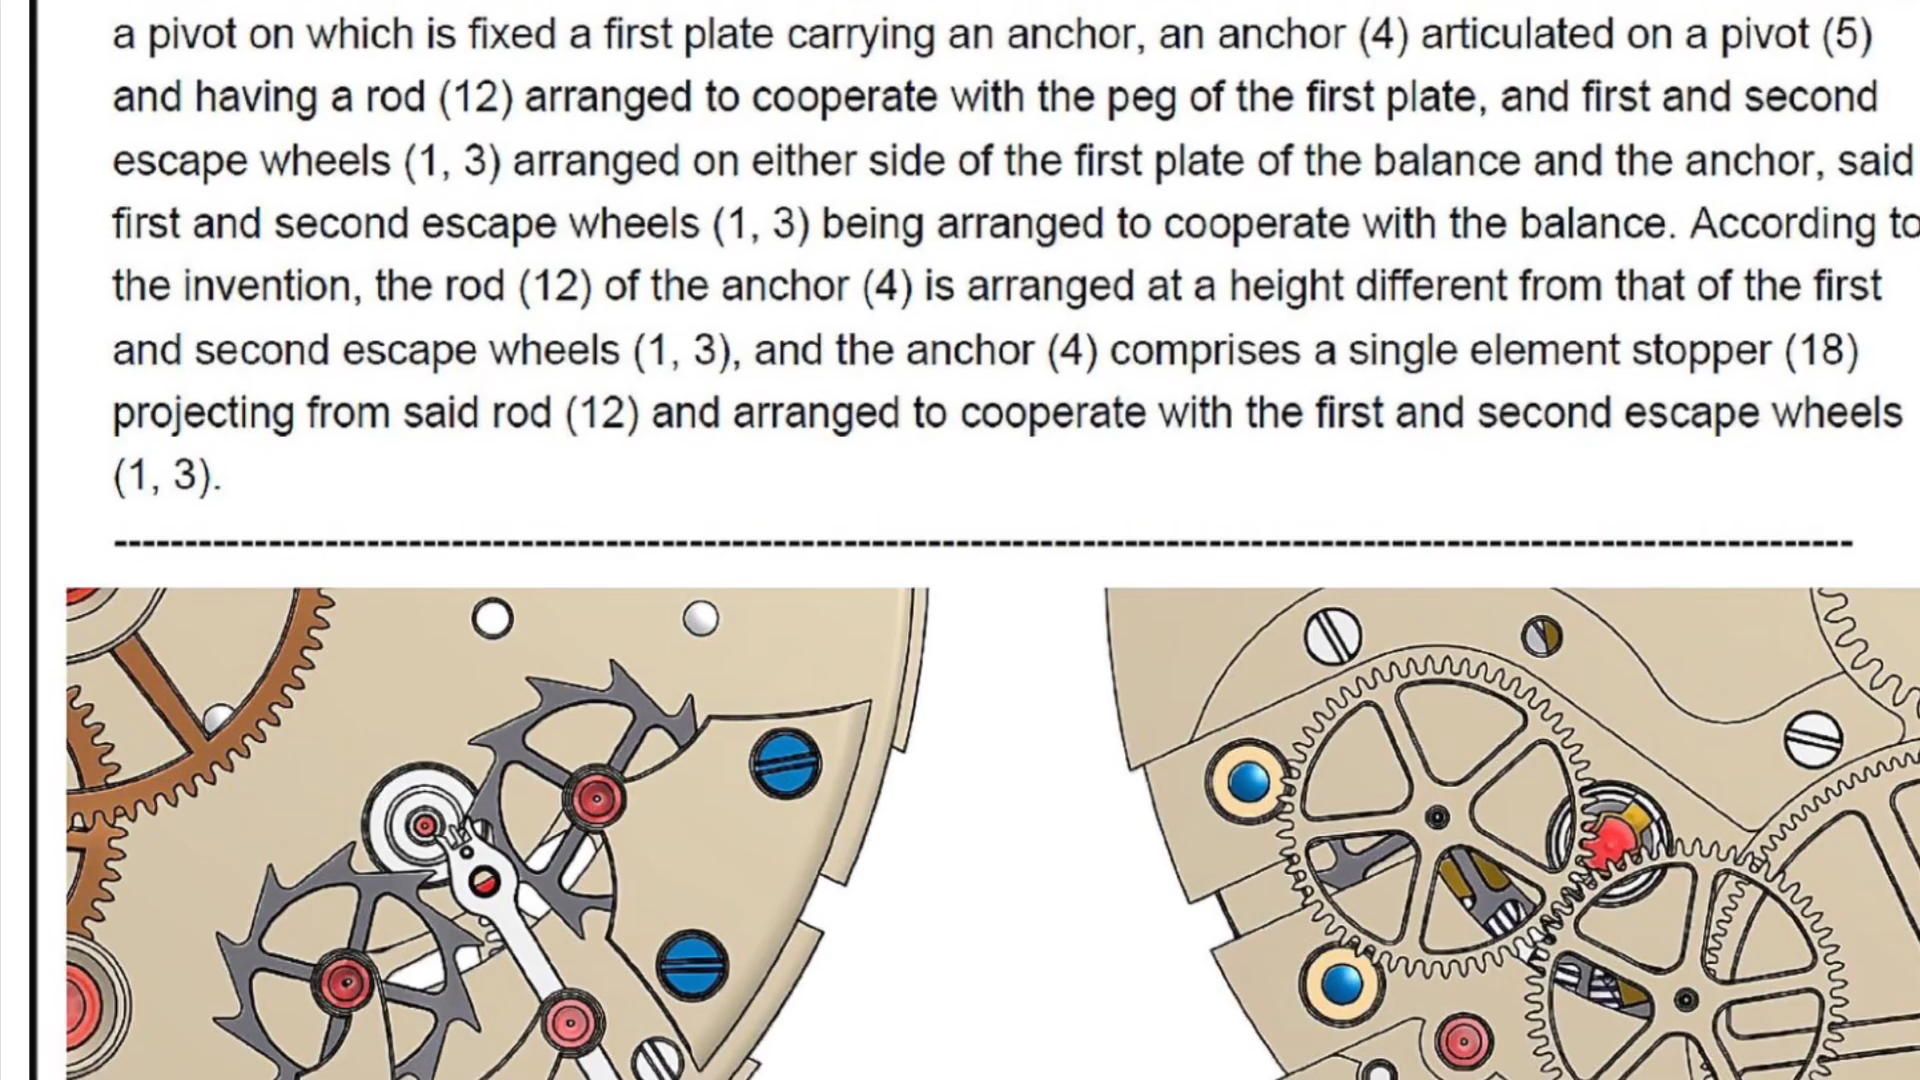 a pivot on which is fixed a first plate carrying an anchor, an anchor (4) articulated on a pivot (5)
and having a rod (12) arranged to cooperate with the peg of the first plate, and first and second
escape wheels (1, 3) arranged on either side of the first plate of the balance and the anchor, said
first and second escape wheels (1, 3) being arranged to cooperate with the balance. According to
the invention, the rod (12) of the anchor (4) is arranged at a height different from that of the first
and second escape wheels (1, 3), and the anchor (4) comprises a single element stopper (18)
projecting from said rod (12) and arranged to cooperate with the first and second escape wheels
(1, 3).